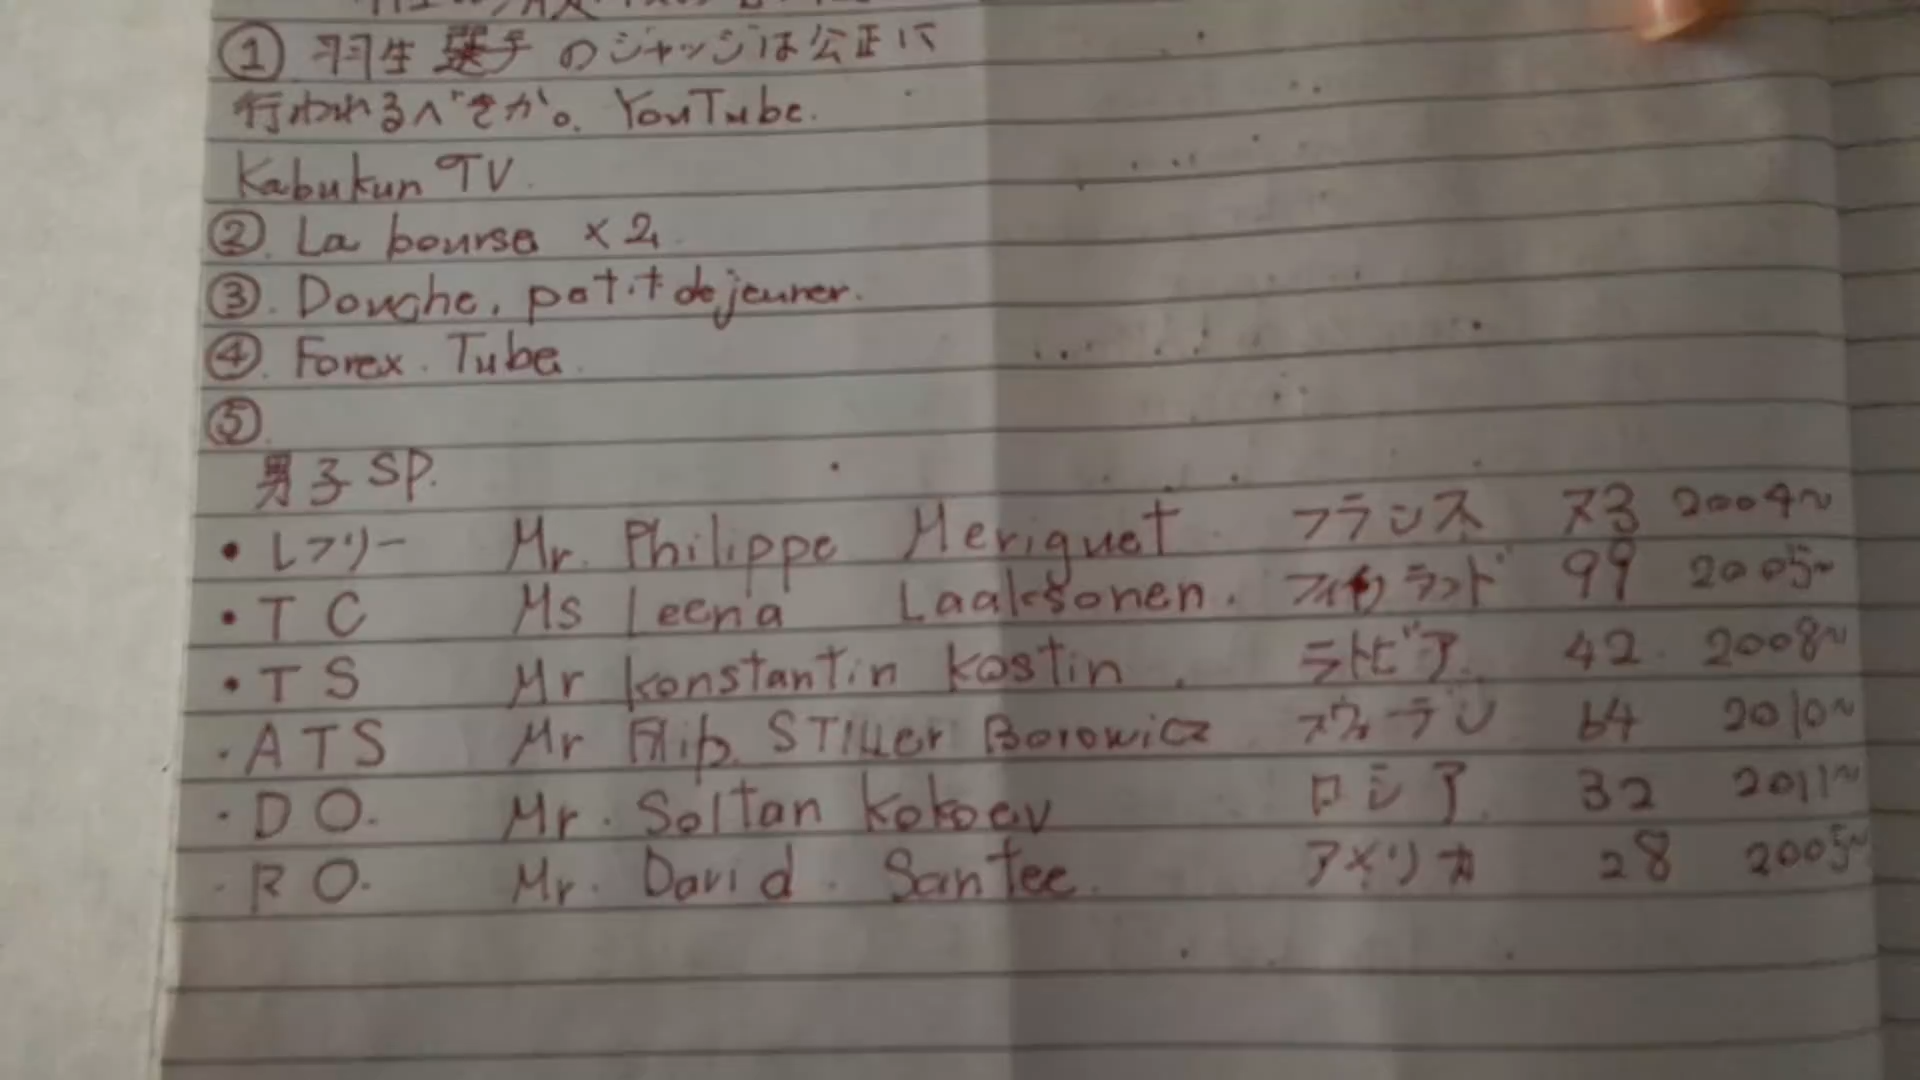 ① 羽生選手のジャッジは公正に
行われるべきか。YouTube.
Kabukun TV
② La bourse ×2
③. Douche, petit dejeuner.
④. Forex. Tube
⑤.
男子SP.
• レフリー Mr. Philippe Meriguet フランス 73 2004~
• TC Ms Leena Laaksonen. フィンランド 99 2005~
• TS Mr Konstantin Kostin. ラトビア 42 2008~
・ATS Mr Filip STIller Borowicz スウェーデン 64 2010~
・DO. Mr. Soltan Kokoev ロシア 32 2011~
・RO. Mr. David Santee. アメリカ 28 2005~